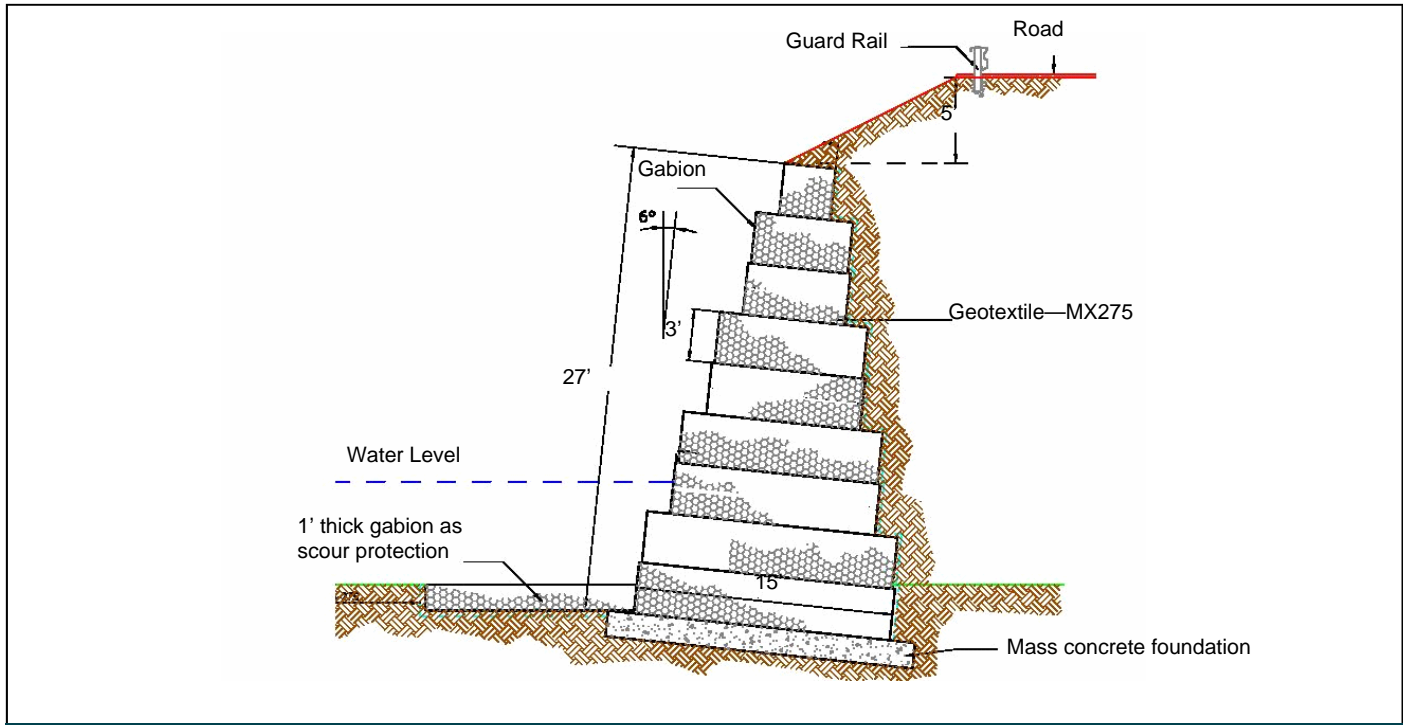 Road
Guard Rail
5'
Gabion
6°
Geotextile—MX275
3'
27'
Water Level
1' thick gabion as
scour protection
15
Mass concrete foundation